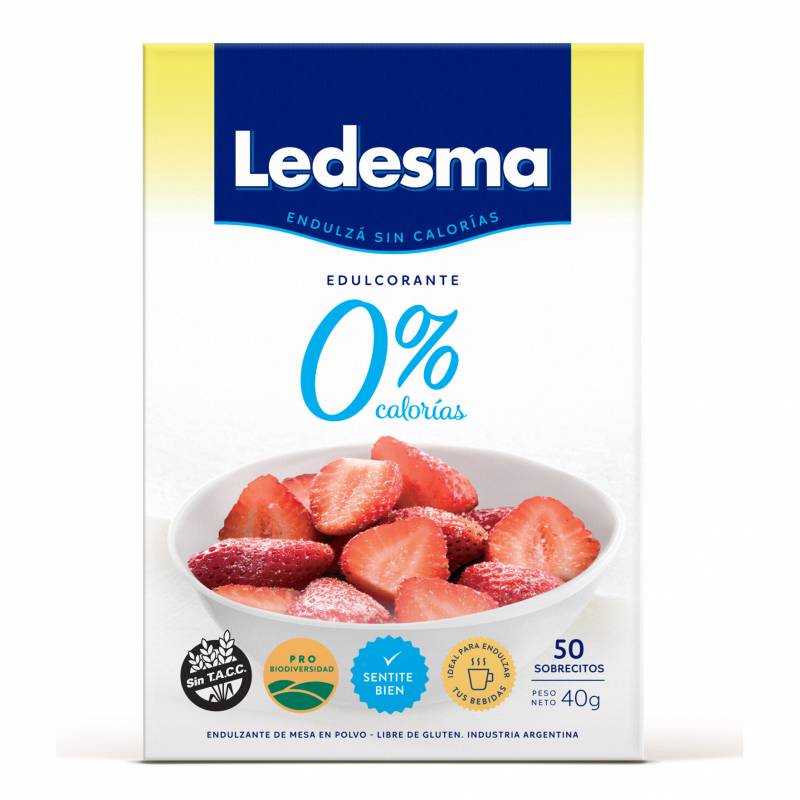 Ledesma
ENDULZÁ SIN CALORÍAS
EDULCORANTE
0%
calorías
Sin T.A.C.C.
PRO
BIODIVERSIDAD
SENTITE
BIEN
IDEAL PARA ENDULZAR
TUS BEBIDAS
50
SOBRECITOS
PESO
NETO 40g
ENDULZANTE DE MESA EN POLVO - LIBRE DE GLUTEN. INDUSTRIA ARGENTINA